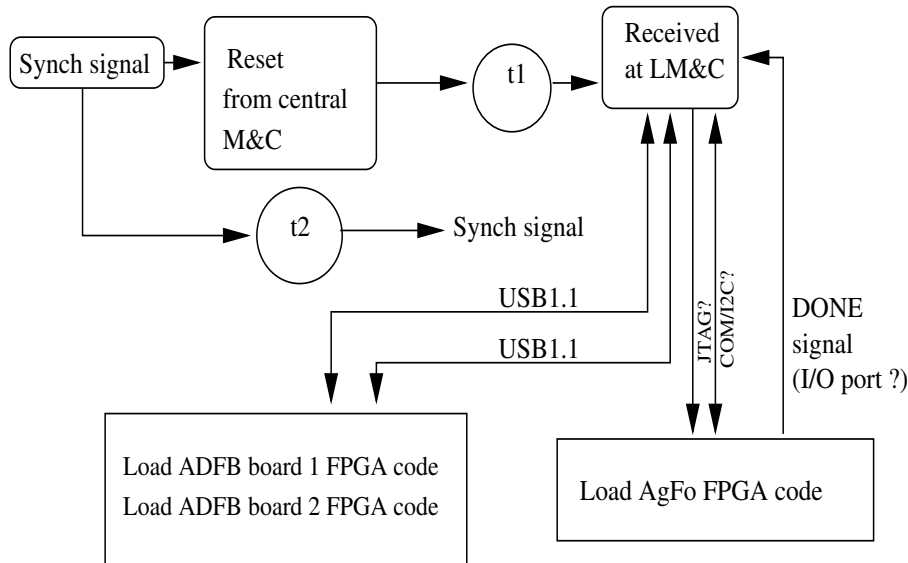 Synch signal
Reset
from central
M&C
t1
Received
at LM&C
t2
Synch signal
USB1.1
USB1.1
JTAG?
COM/I2C?
DONE
signal
(I/O port ?)
Load ADFB board 1 FPGA code
Load ADFB board 2 FPGA code
Load AgFo FPGA code